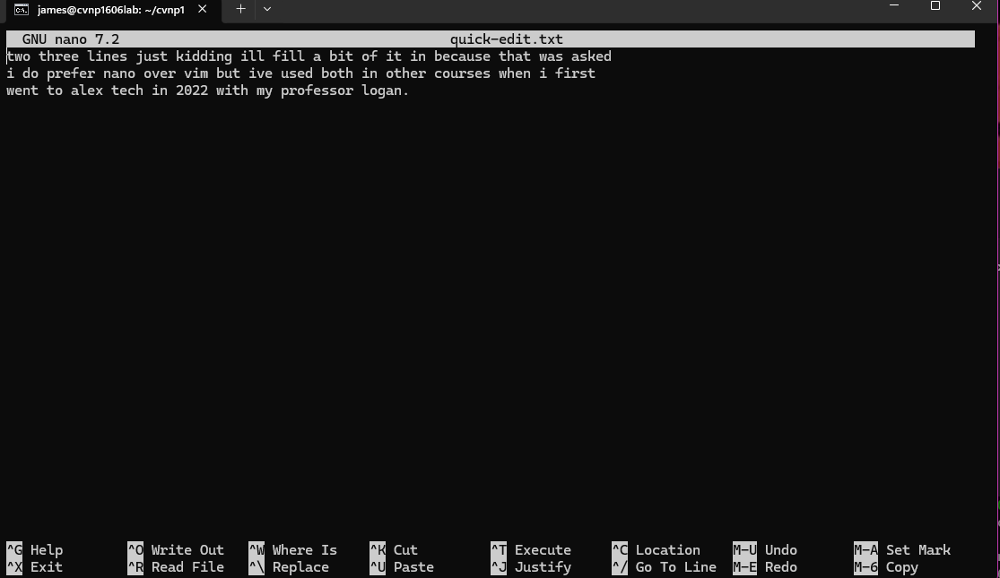 james@cvnp1606lab: ~/cvnp1
GNU nano 7.2 quick-edit.txt
two three lines just kidding ill fill a bit of it in because that was asked
i do prefer nano over vim but ive used both in other courses when i first
went to alex tech in 2022 with my professor logan.
^G Help ^O Write Out ^W Where Is ^K Cut ^T Execute ^C Location M-U Undo M-A Set Mark
^X Exit ^R Read File ^\ Replace ^U Paste ^J Justify ^/ Go To Line M-E Redo M-6 Copy